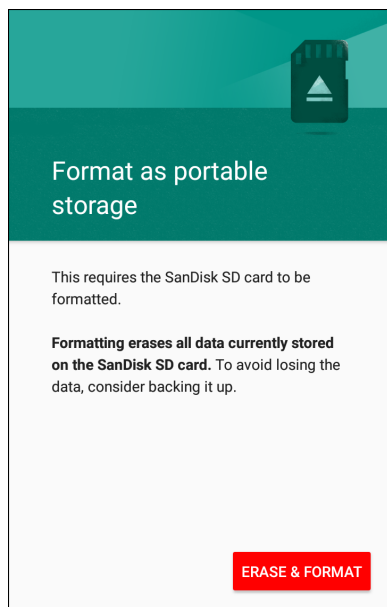 Format as portable
storage
This requires the SanDisk SD card to be
formatted.
Formatting erases all data currently stored
on the SanDisk SD card. To avoid losing the
data, consider backing it up.
ERASE & FORMAT